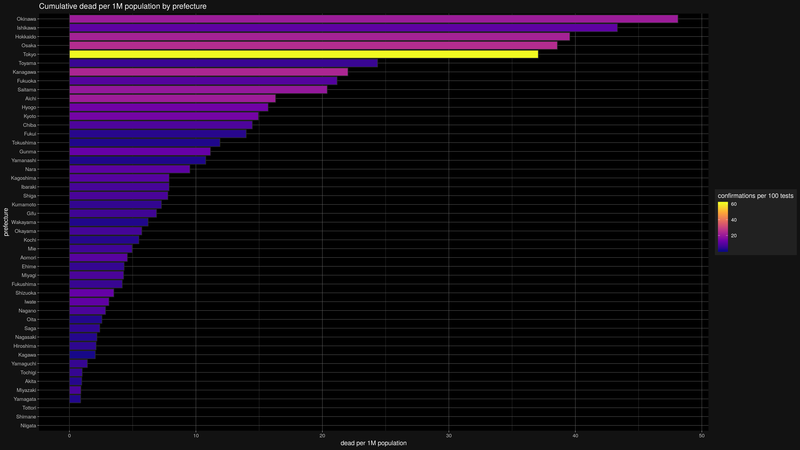 Cumulative dead per 1M population by prefecture
Okinawa
Ishikawa
Hokkaido
Osaka
Tokyo
Toyama
Kanagawa
Fukuoka
Saitama
Aichi
Hyogo
Kyoto
Chiba
Fukui
Tokushima
Gunma
Yamanashi
Nara
Kagoshima
Ibaraki
Shiga
Kumamoto
Gifu
Wakayama
Okayama
Kochi
Mie
Aomori
Ehime
Miyagi
Fukushima
Shizuoka
Iwate
Nagano
Oita
Saga
Nagasaki
Hiroshima
Kagawa
Yamaguchi
Tochigi
Akita
Miyazaki
Yamagata
Tottori
Shimane
Niigata
prefecture
0 10 20 30 40 50
dead per 1M population
confirmations per 100 tests
60
40
20